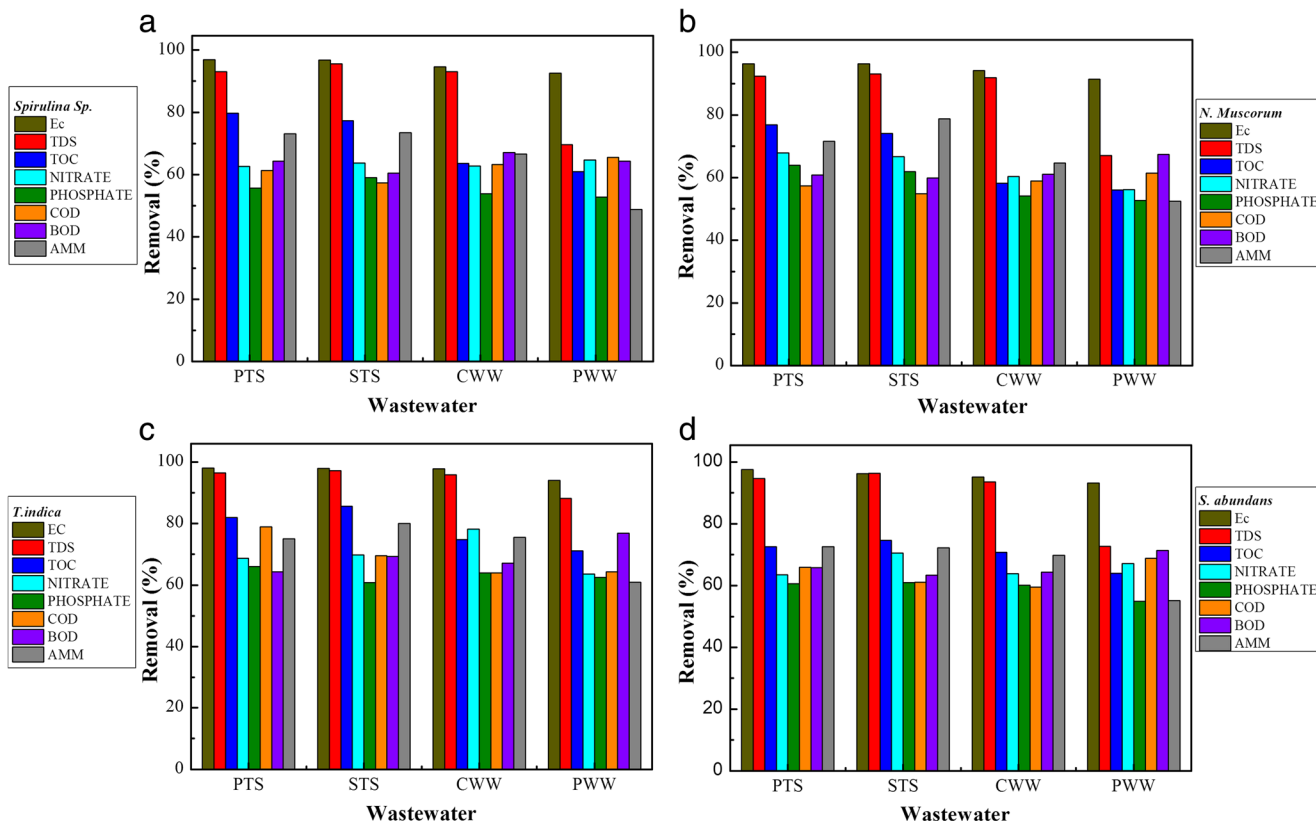 a
Spirulina Sp.
Ec
TDS
TOC
NITRATE
PHOSPHATE
COD
BOD
AMM
Removal (%)
100
80
60
40
20
0
PTS STS CWW PWW
Wastewater
b
N. Muscorum
Ec
TDS
TOC
NITRATE
PHOSPHATE
COD
BOD
AMM
Removal (%)
100
80
60
40
20
0
PTS STS CWW PWW
Wastewater
c
T.indica
EC
TDS
TOC
NITRATE
PHOSPHATE
COD
BOD
AMM
Removal (%)
100
80
60
40
20
0
PTS STS CWW PWW
Wastewater
d
S. abundans
Ec
TDS
TOC
NITRATE
PHOSPHATE
COD
BOD
AMM
Removal (%)
100
80
60
40
20
0
PTS STS CWW PWW
Wastewater